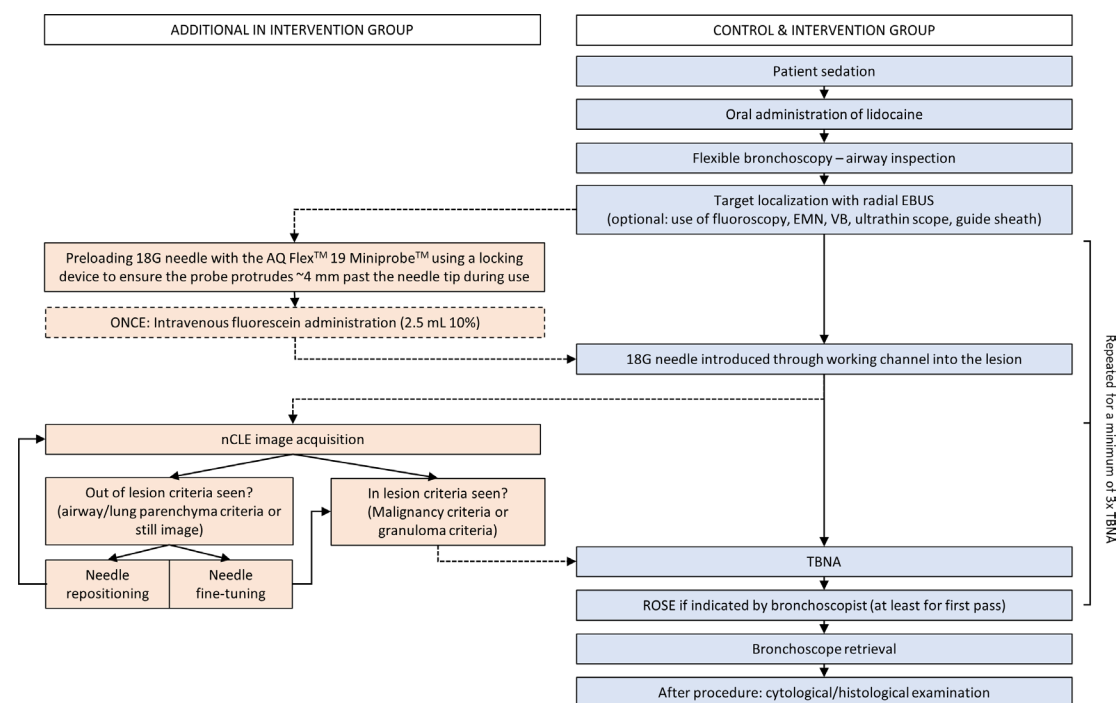 ADDITIONAL IN INTERVENTION GROUP
CONTROL & INTERVENTION GROUP
Patient sedation
Oral administration of lidocaine
Flexible bronchoscopy – airway inspection
Target localization with radial EBUS
(optional: use of fluoroscopy, EMN, VB, ultrathin scope, guide sheath)
Preloading 18G needle with the AQ Flex™ 19 Miniprobe™ using a locking
device to ensure the probe protrudes ~4 mm past the needle tip during use
ONCE: Intravenous fluorescein administration (2.5 mL 10%)
18G needle introduced through working channel into the lesion
nCLE image acquisition
Out of lesion criteria seen?
(airway/lung parenchyma criteria or
still image)
In lesion criteria seen?
(Malignancy criteria or
granuloma criteria)
Needle
repositioning
Needle
fine-tuning
TBNA
ROSE if indicated by bronchoscopist (at least for first pass)
Bronchoscope retrieval
After procedure: cytological/histological examination
Repeated for a minimum of 3x TBNA